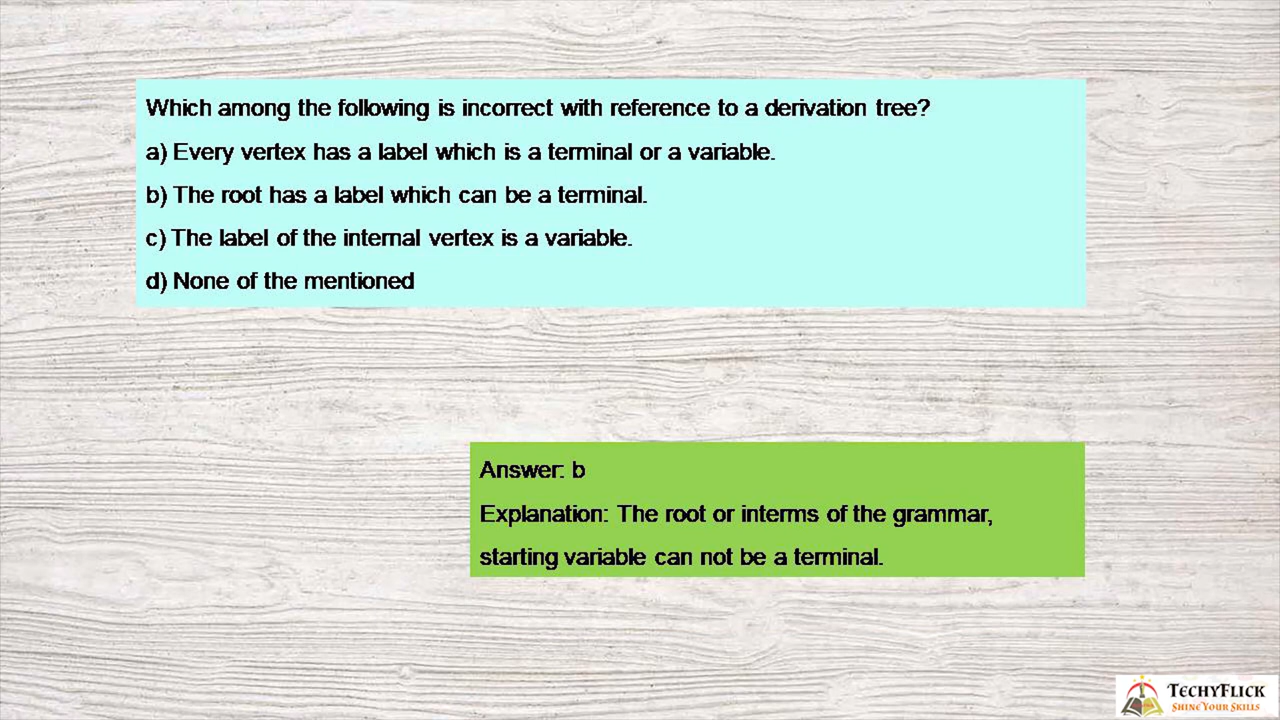 Which among the following is incorrect with reference to a derivation tree?
a) Every vertex has a label which is a terminal or a variable.
b) The root has a label which can be a terminal.
c) The label of the internal vertex is a variable.
d) None of the mentioned
Answer: b
Explanation: The root or interms of the grammar,
starting variable can not be a terminal.
TECHYFLICK
SHINE YOUR SKILLS